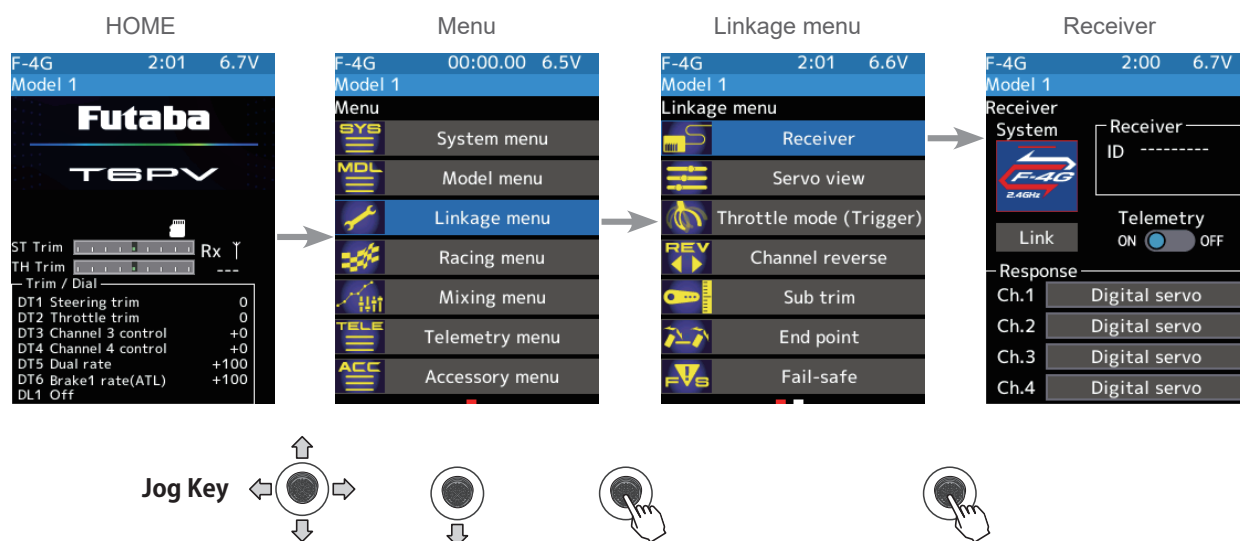 HOME
F-4G 2:01 6.7V
Model 1
Futaba
T6PV
ST Trim
Rx
TH Trim
---
Trim / Dial
DT1 Steering trim 0
DT2 Throttle trim 0
DT3 Channel 3 control +0
DT4 Channel 4 control +0
DT5 Dual rate +100
DT6 Brake1 rate(ATL) +100
DL1 Off
Menu
F-4G 00:00.00 6.5V
Model 1
Menu
SYS System menu
MDL Model menu
Linkage menu
Racing menu
Mixing menu
TELE Telemetry menu
ACC Accessory menu
Linkage menu
F-4G 2:01 6.6V
Model 1
Linkage menu
Receiver
Servo view
Throttle mode (Trigger)
REV Channel reverse
Sub trim
End point
F/S Fail-safe
Receiver
F-4G 2:00 6.7V
Model 1
Receiver
System
F-4G
2.4GHz
Link
Receiver
ID ---------
Telemetry
ON OFF
Response
Ch.1 Digital servo
Ch.2 Digital servo
Ch.3 Digital servo
Ch.4 Digital servo
Jog Key